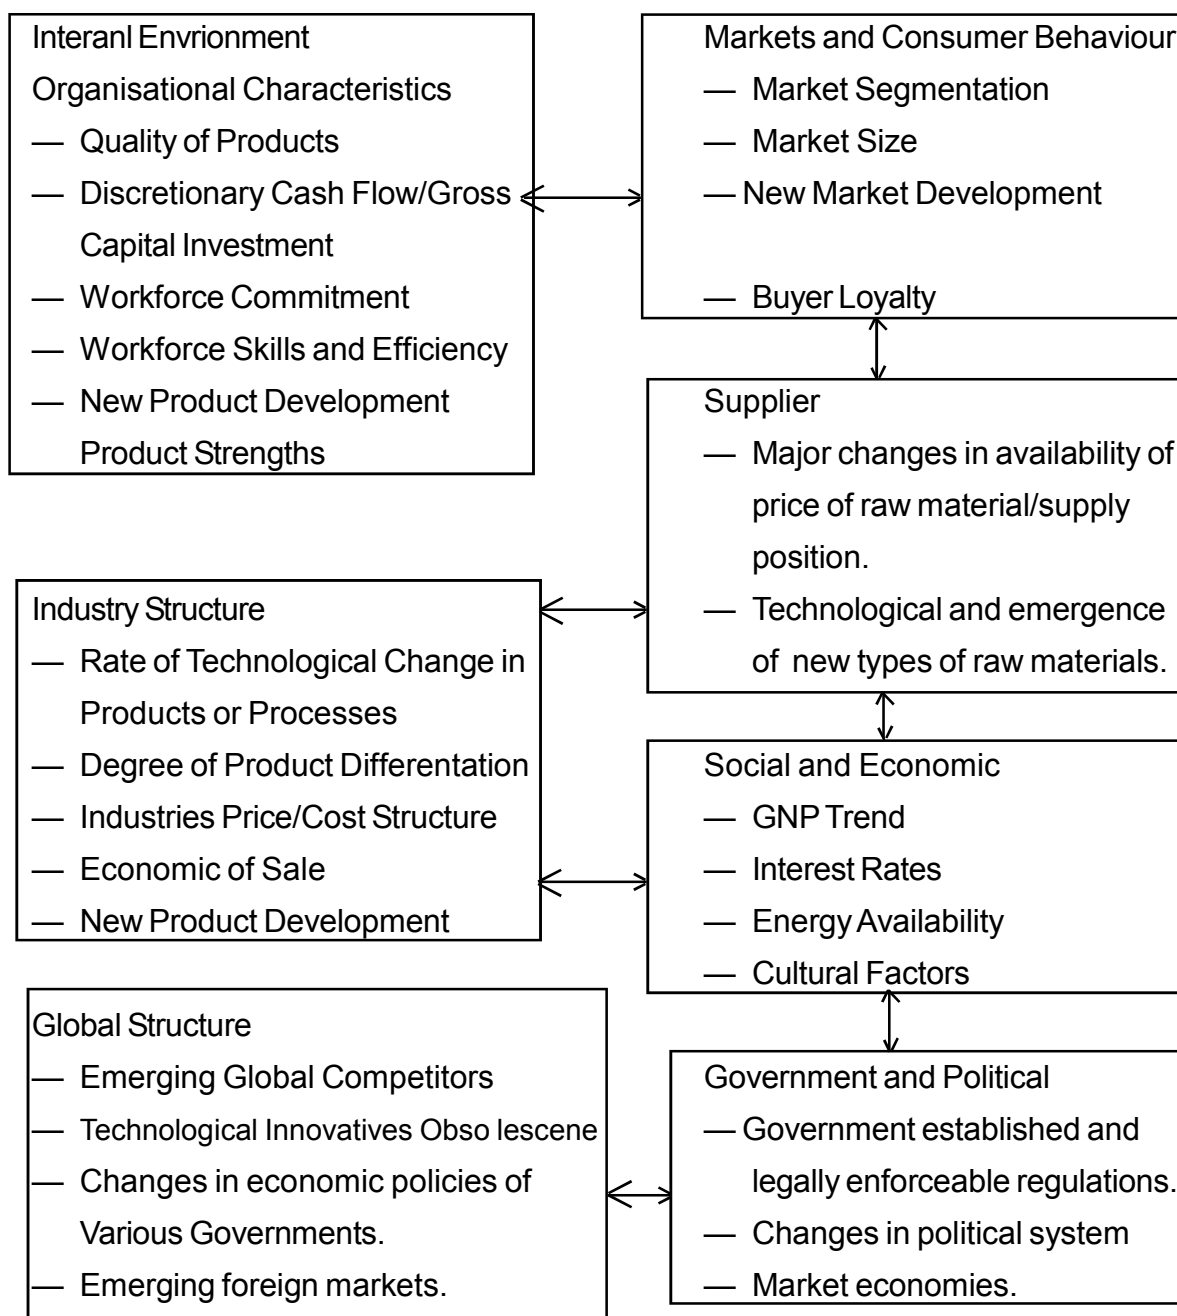 Interanl Envrionment
Organisational Characteristics
— Quality of Products
— Discretionary Cash Flow/Gross
Capital Investment
— Workforce Commitment
— Workforce Skills and Efficiency
— New Product Development
Product Strengths
Markets and Consumer Behaviour
— Market Segmentation
— Market Size
— New Market Development
— Buyer Loyalty
Supplier
— Major changes in availability of
price of raw material/supply
position.
— Technological and emergence
of new types of raw materials.
Industry Structure
— Rate of Technological Change in
Products or Processes
— Degree of Product Differentation
— Industries Price/Cost Structure
— Economic of Sale
— New Product Development
Social and Economic
— GNP Trend
— Interest Rates
— Energy Availability
— Cultural Factors
Global Structure
— Emerging Global Competitors
— Technological Innovatives Obso lescene
— Changes in economic policies of
Various Governments.
— Emerging foreign markets.
Government and Political
— Government established and
legally enforceable regulations.
— Changes in political system
— Market economies.